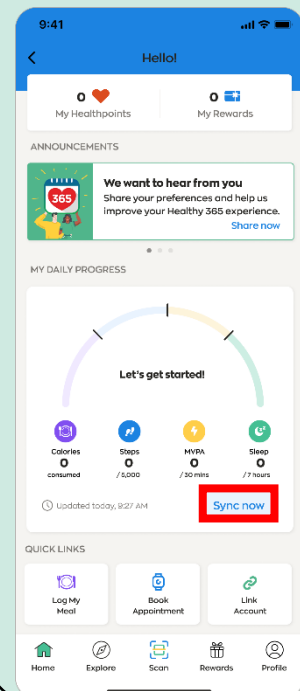 9:41
Hello!
0
My Healthpoints
0
My Rewards
ANNOUNCEMENTS
365
We want to hear from you
Share your preferences and help us
improve your Healthy 365 experience.
Share now
MY DAILY PROGRESS
Let's get started!
Calories
0
consumed
Steps
0
/ 5,000
MVPA
0
/ 30 mins
Sleep
0
/ 7 hours
Updated today, 9:27 AM
Sync now
QUICK LINKS
Log My
Meal
Book
Appointment
Link
Account
Home
Explore
Scan
Rewards
Profile